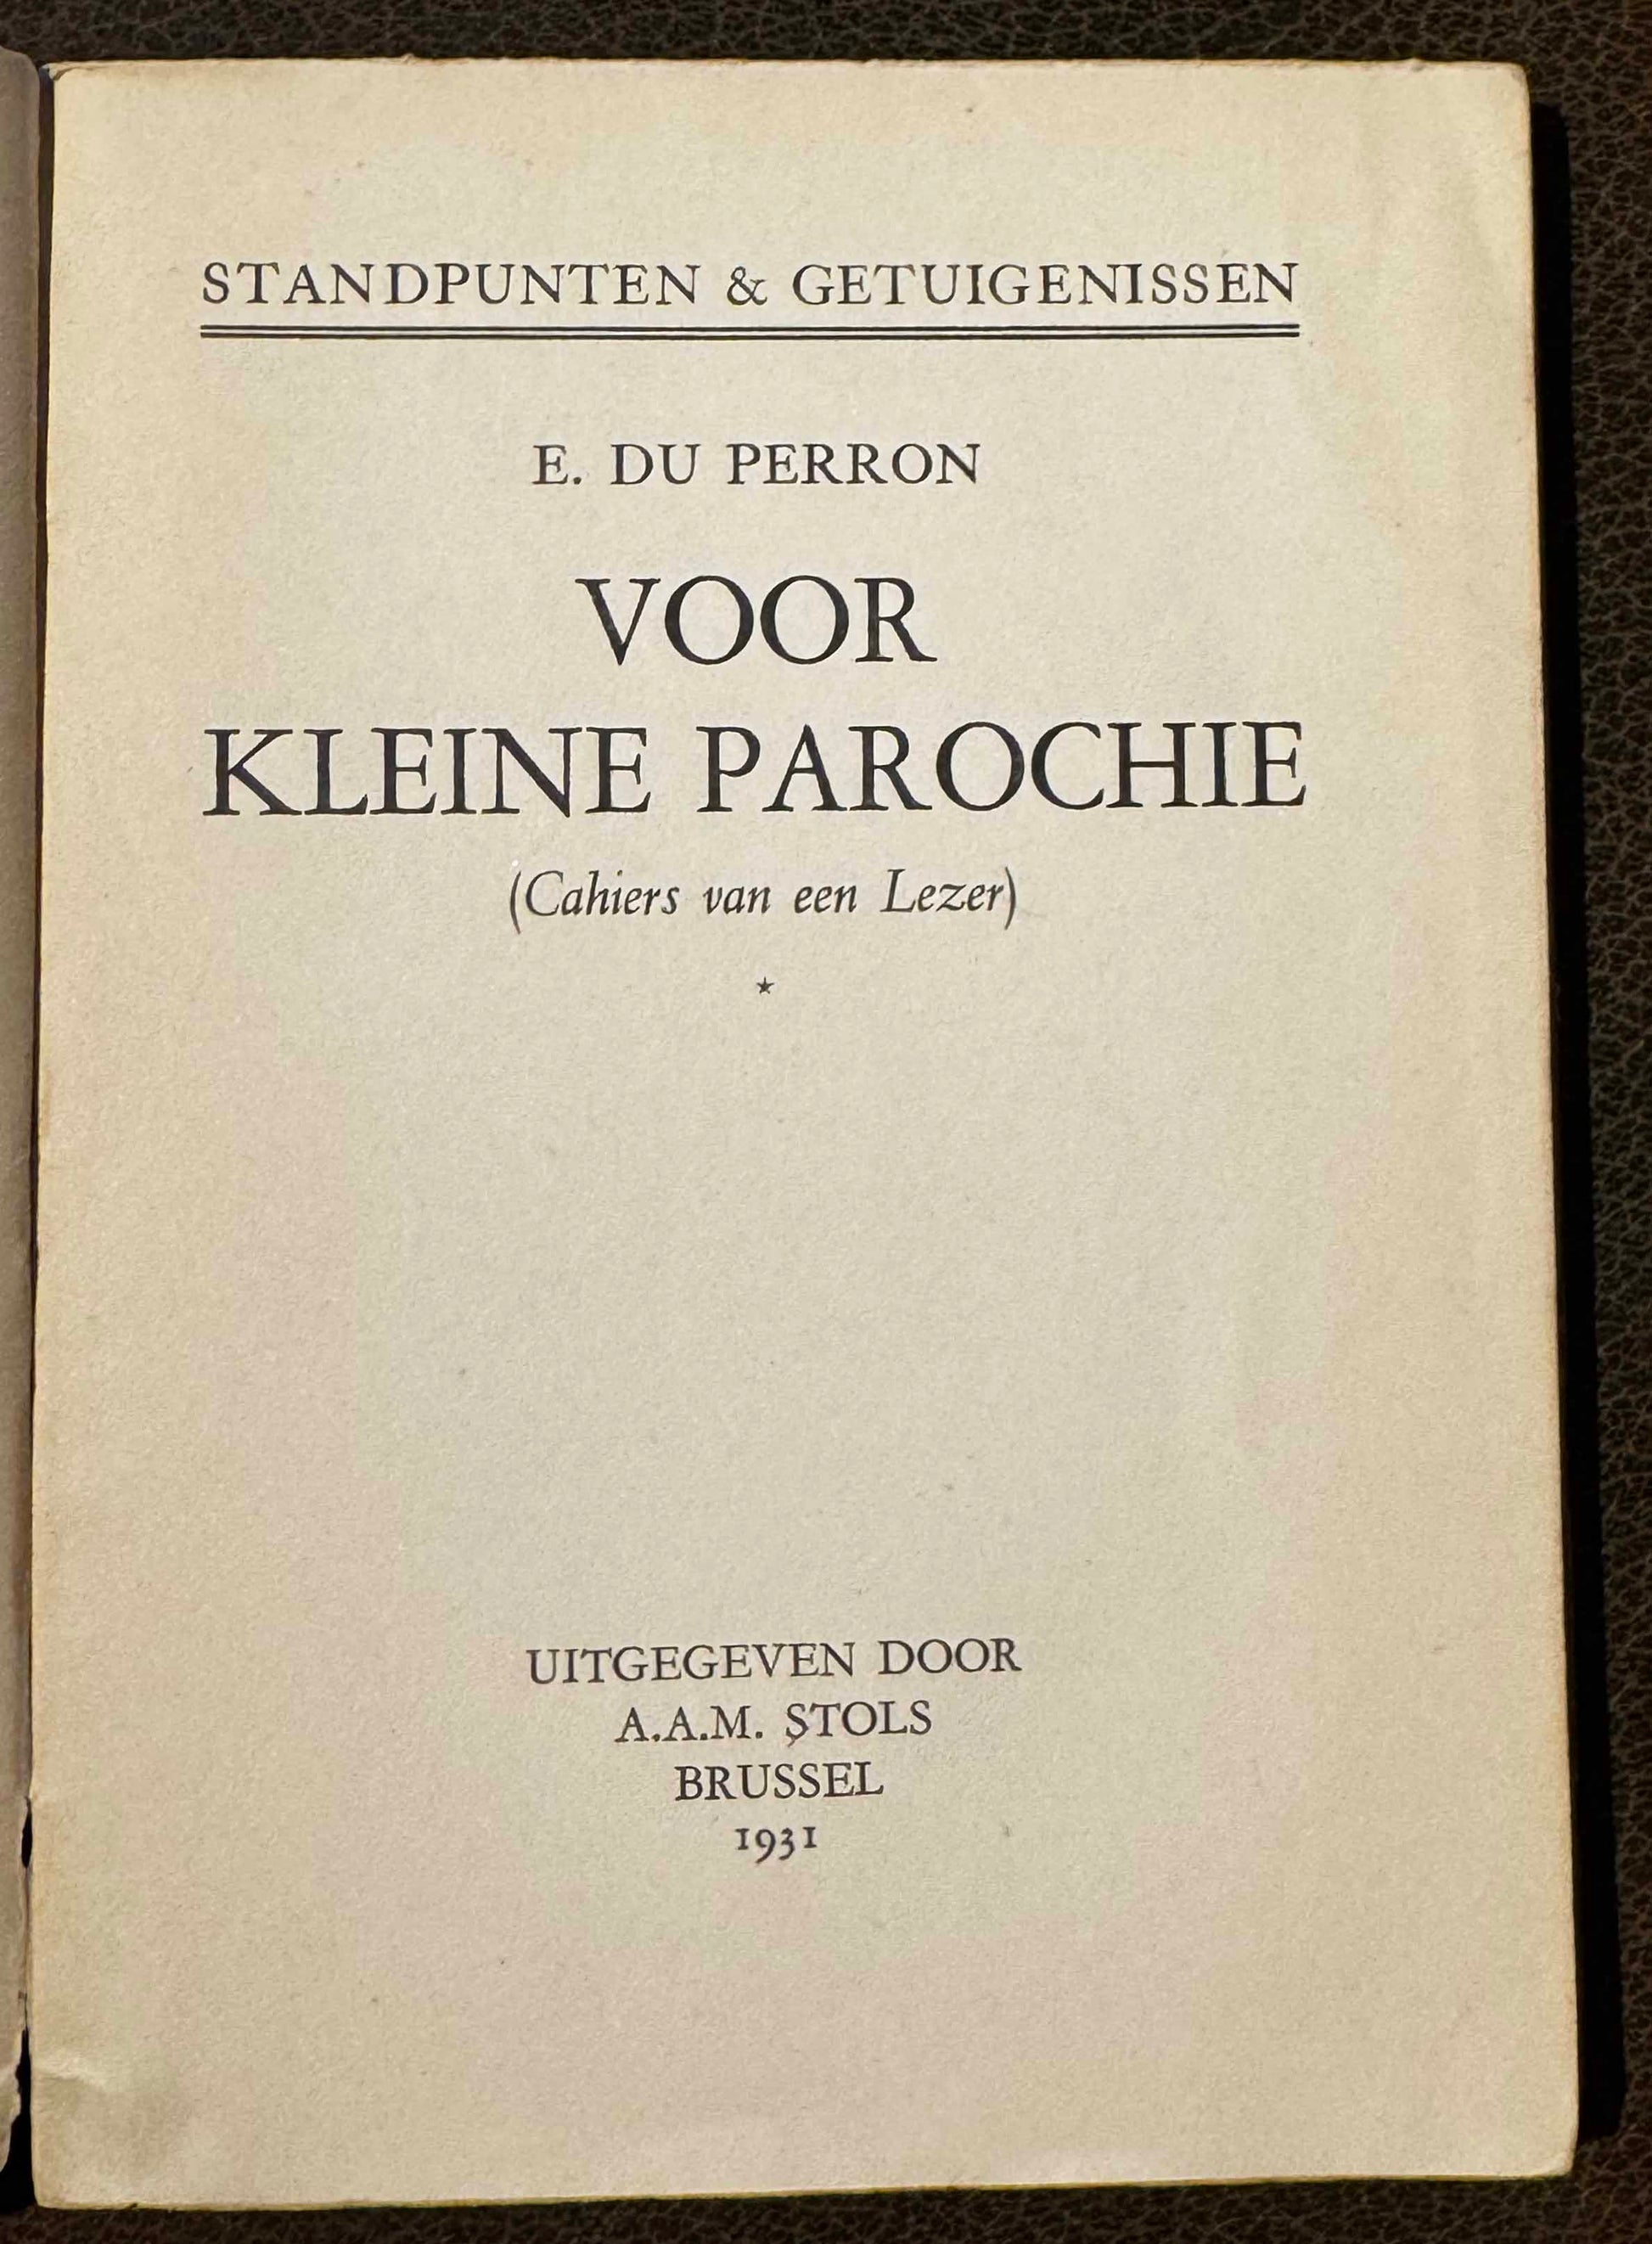 STANDPUNTEN & GETUIGENISSEN
E. DU PERRON
VOOR
KLEINE PAROCHIE
(Cahiers van een Lezer)
★
UITGEGEVEN DOOR
A.A.M. STOLS
BRUSSEL
1931